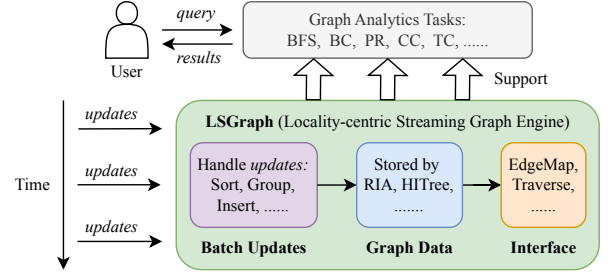 query
results
User
Graph Analytics Tasks:
BFS, BC, PR, CC, TC, ......
Support
Time
updates
updates
updates
LSGraph (Locality-centric Streaming Graph Engine)
Handle updates:
Sort, Group,
Insert, ......
Batch Updates
Stored by
RIA, HITree,
.......
Graph Data
EdgeMap,
Traverse,
......
Interface